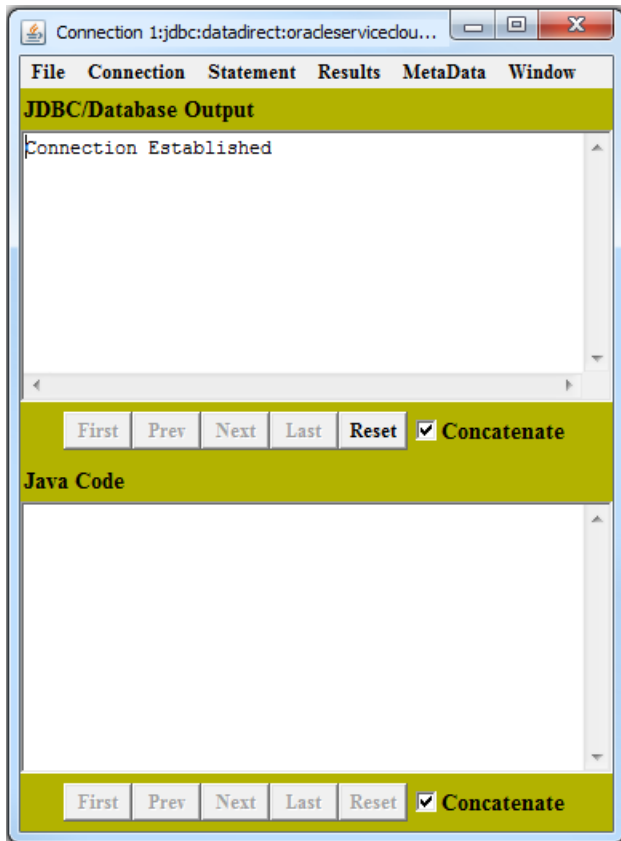 Connection 1:jdbc:datadirect:oracleserviceclou...
File Connection Statement Results MetaData Window
JDBC/Database Output
Connection Established
First Prev Next Last Reset Concatenate
Java Code
First Prev Next Last Reset Concatenate